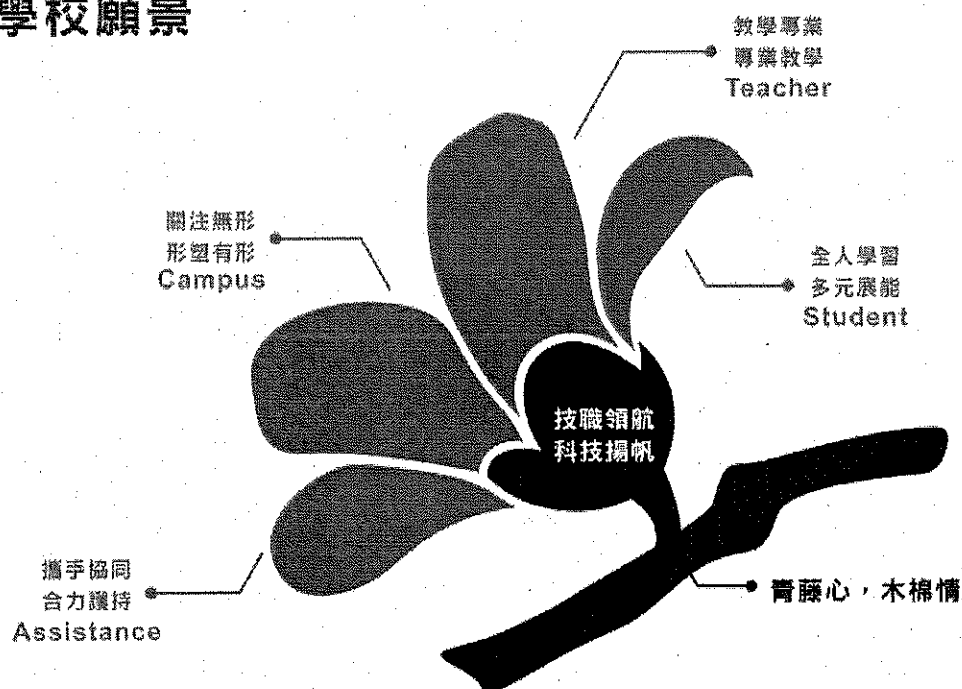 學校願景
教學專業
專業教學
Teacher
關注無形
形塑有形
Campus
全人學習
多元展能
Student
技職領航
科技揚帆
攜手協同
合力護持
Assistance
青藤心，木棉情